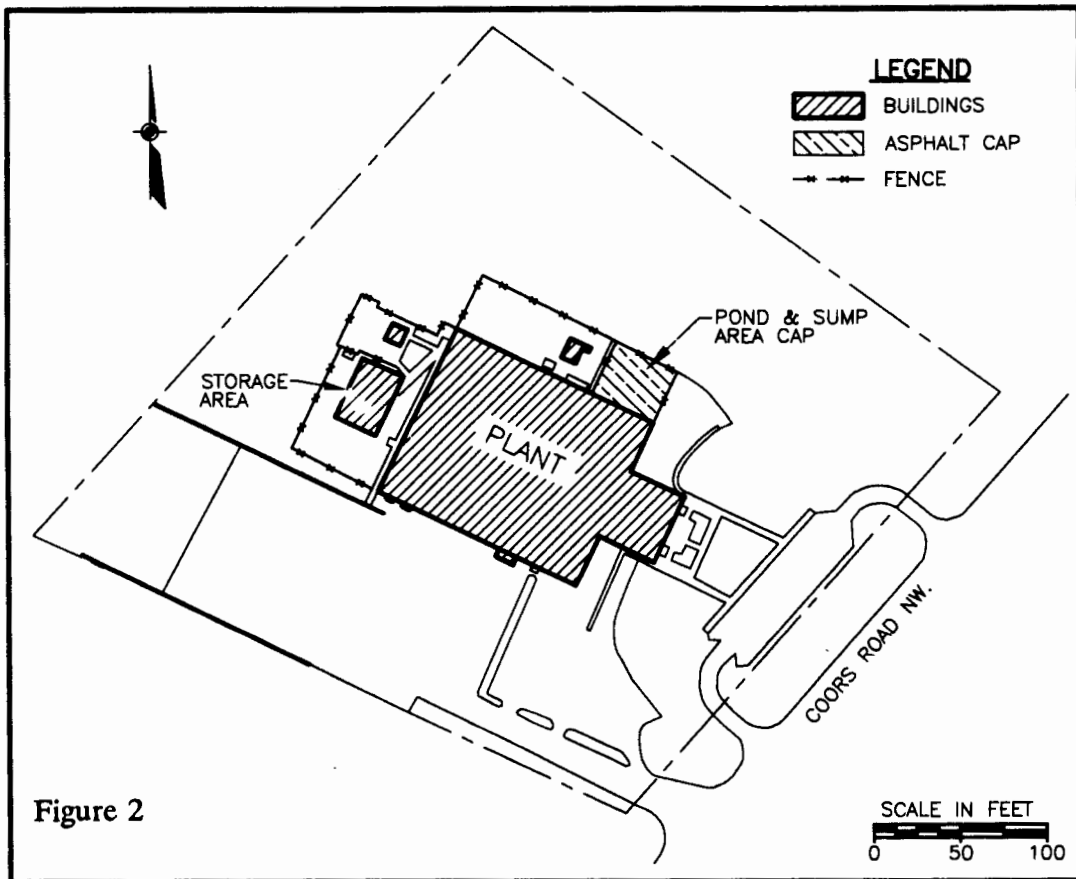 LEGEND
BUILDINGS
ASPHALT CAP
FENCE
POND & SUMP
AREA CAP
STORAGE
AREA
PLANT
COORS ROAD NW.
Figure 2
SCALE IN FEET
0 50 100